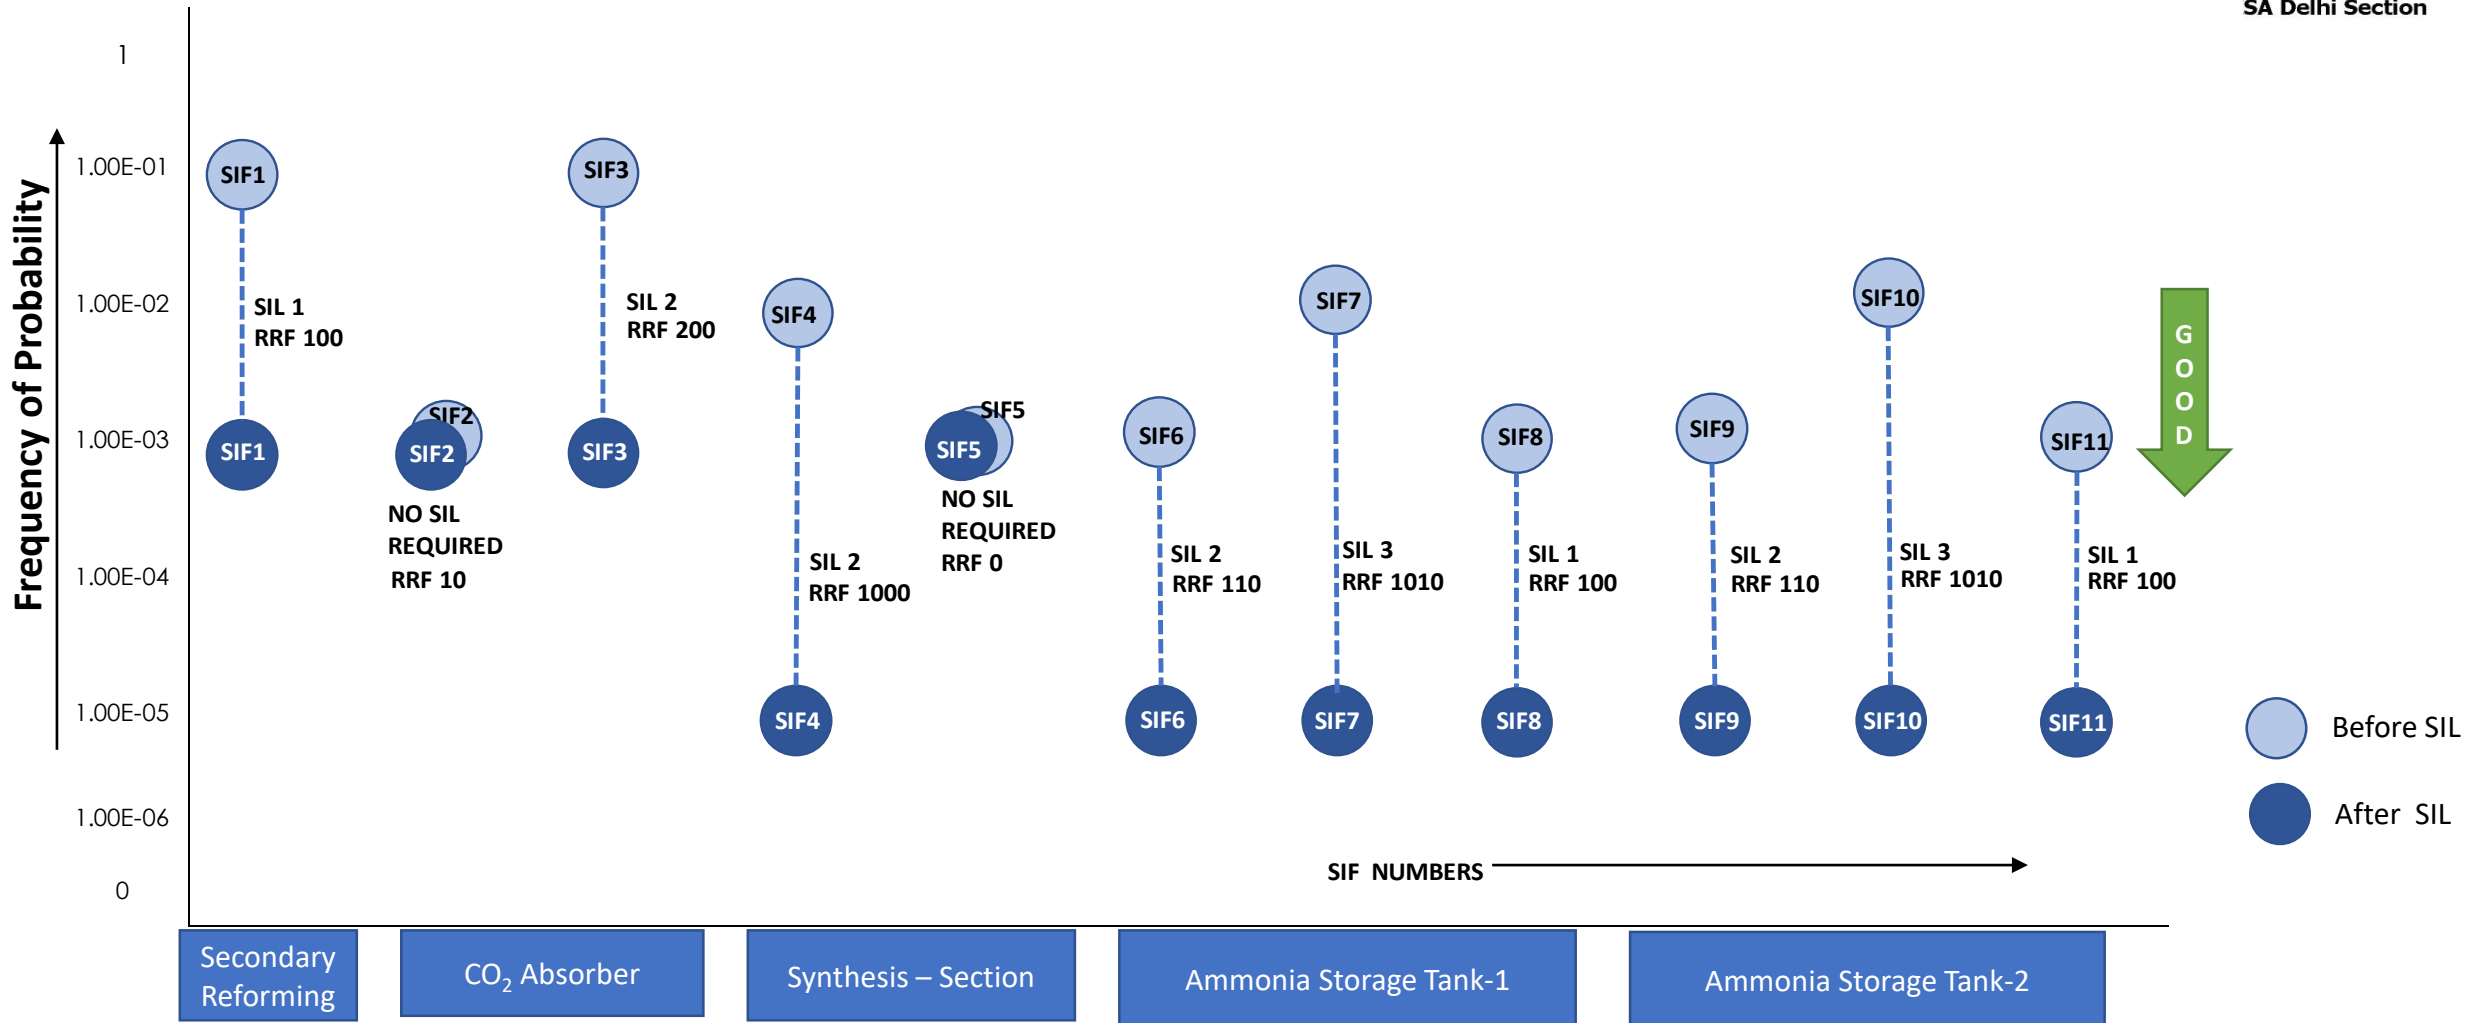 SA Delhi Section
Frequency of Probability
1
1.00E-01
1.00E-02
1.00E-03
1.00E-04
1.00E-05
1.00E-06
0
SIF1
SIL 1
RRF 100
SIF1
SIF2
SIF2
NO SIL
REQUIRED
RRF 10
SIF3
SIL 2
RRF 200
SIF3
SIF4
SIL 2
RRF 1000
SIF4
SIF5
SIF5
NO SIL
REQUIRED
RRF 0
SIF6
SIL 2
RRF 110
SIF6
SIF7
SIL 3
RRF 1010
SIF7
SIF8
SIL 1
RRF 100
SIF8
SIF9
SIL 2
RRF 110
SIF9
SIF10
SIL 3
RRF 1010
SIF10
SIF11
SIL 1
RRF 100
SIF11
G
O
O
D
Before SIL
After SIL
SIF NUMBERS
Secondary
Reforming
CO₂ Absorber
Synthesis – Section
Ammonia Storage Tank-1
Ammonia Storage Tank-2